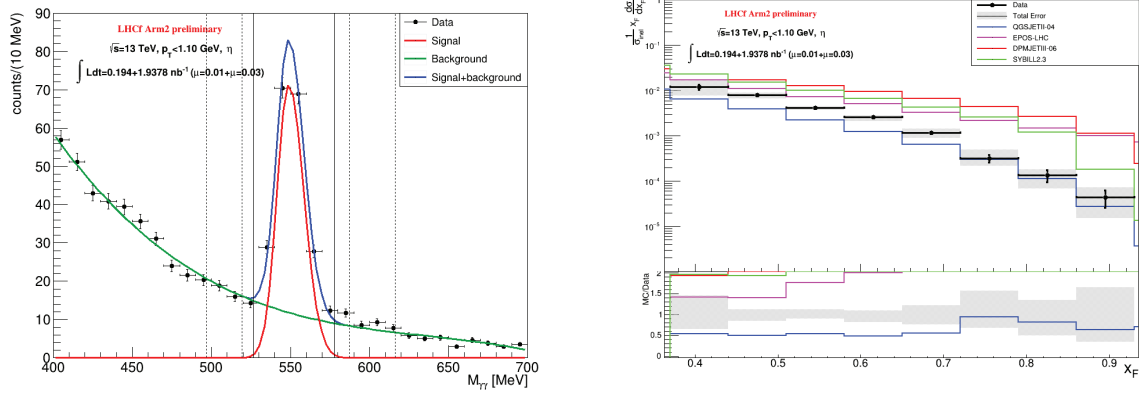 LHCf Arm2 preliminary
√s=13 TeV, p_T<1.10 GeV, η
∫ Ldt=0.194+1.9378 nb⁻¹ (μ=0.01+μ=0.03)
Data
Signal
Background
Signal+background
counts/(10 MeV)
90
80
70
60
50
40
30
20
10
0
400 450 500 550 600 650 700
M_γγ [MeV]
LHCf Arm2 preliminary
√s=13 TeV, p_T<1.10 GeV, η
∫ Ldt=0.194+1.9378 nb⁻¹ (μ=0.01+μ=0.03)
Data
Total Error
QGSJETII-04
EPOS-LHC
DPMJETIII-06
SYBILL2.3
1/σ_inel x_F dσ/dx_F
1
10⁻¹
10⁻²
10⁻³
10⁻⁴
10⁻⁵
MC/Data
2
1.5
1
0.5
0
0.4 0.5 0.6 0.7 0.8 0.9
x_F